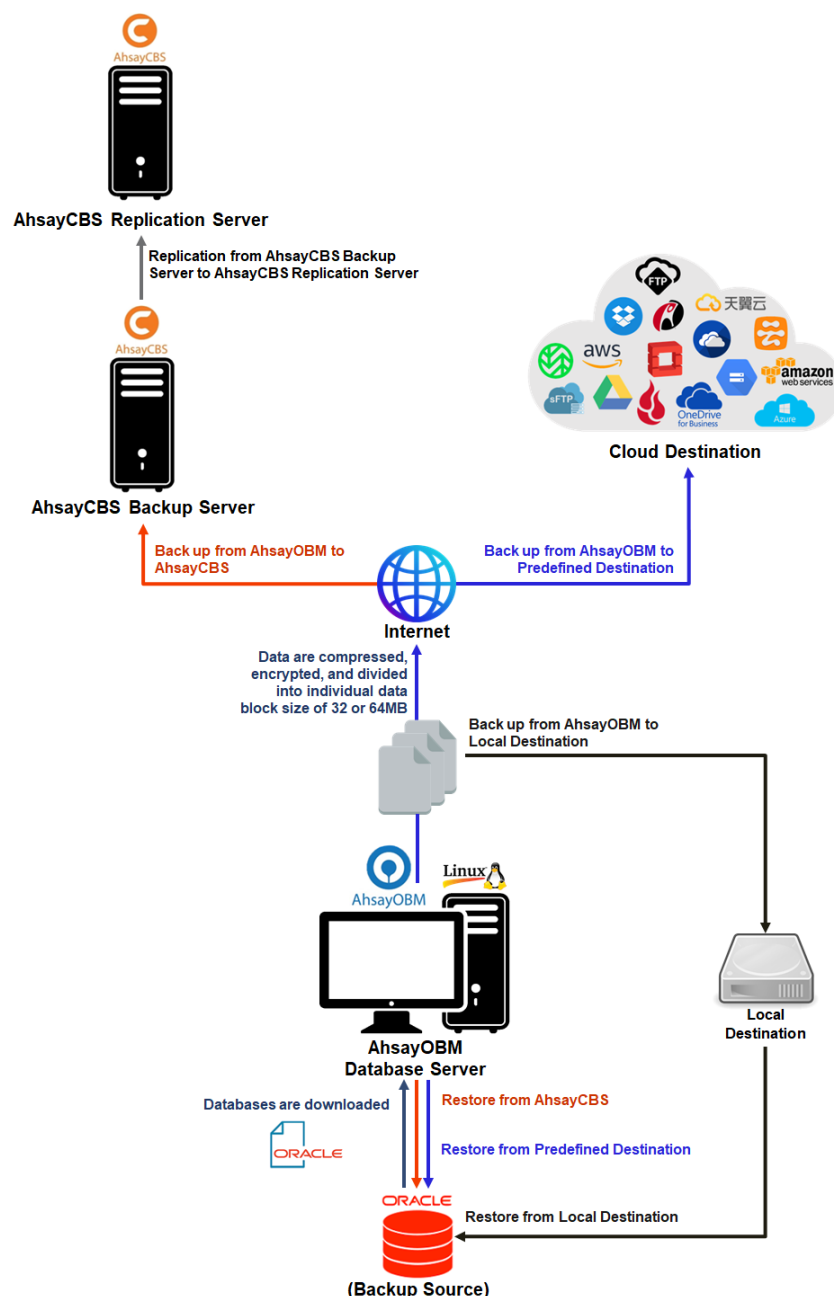 AhsayCBS
AhsayCBS Replication Server
Replication from AhsayCBS Backup
Server to AhsayCBS Replication Server
AhsayCBS
AhsayCBS Backup Server
FTP
天翼云
aws
amazon
web services
sFTP
OneDrive
for Business
Azure
Cloud Destination
Back up from AhsayOBM to
AhsayCBS
Back up from AhsayOBM to
Predefined Destination
Internet
Data are compressed,
encrypted, and divided
into individual data
block size of 32 or 64MB
Back up from AhsayOBM to
Local Destination
AhsayOBM
Linux
AhsayOBM
Database Server
Local
Destination
Databases are downloaded
ORACLE
Restore from AhsayCBS
Restore from Predefined Destination
ORACLE
Restore from Local Destination
(Backup Source)